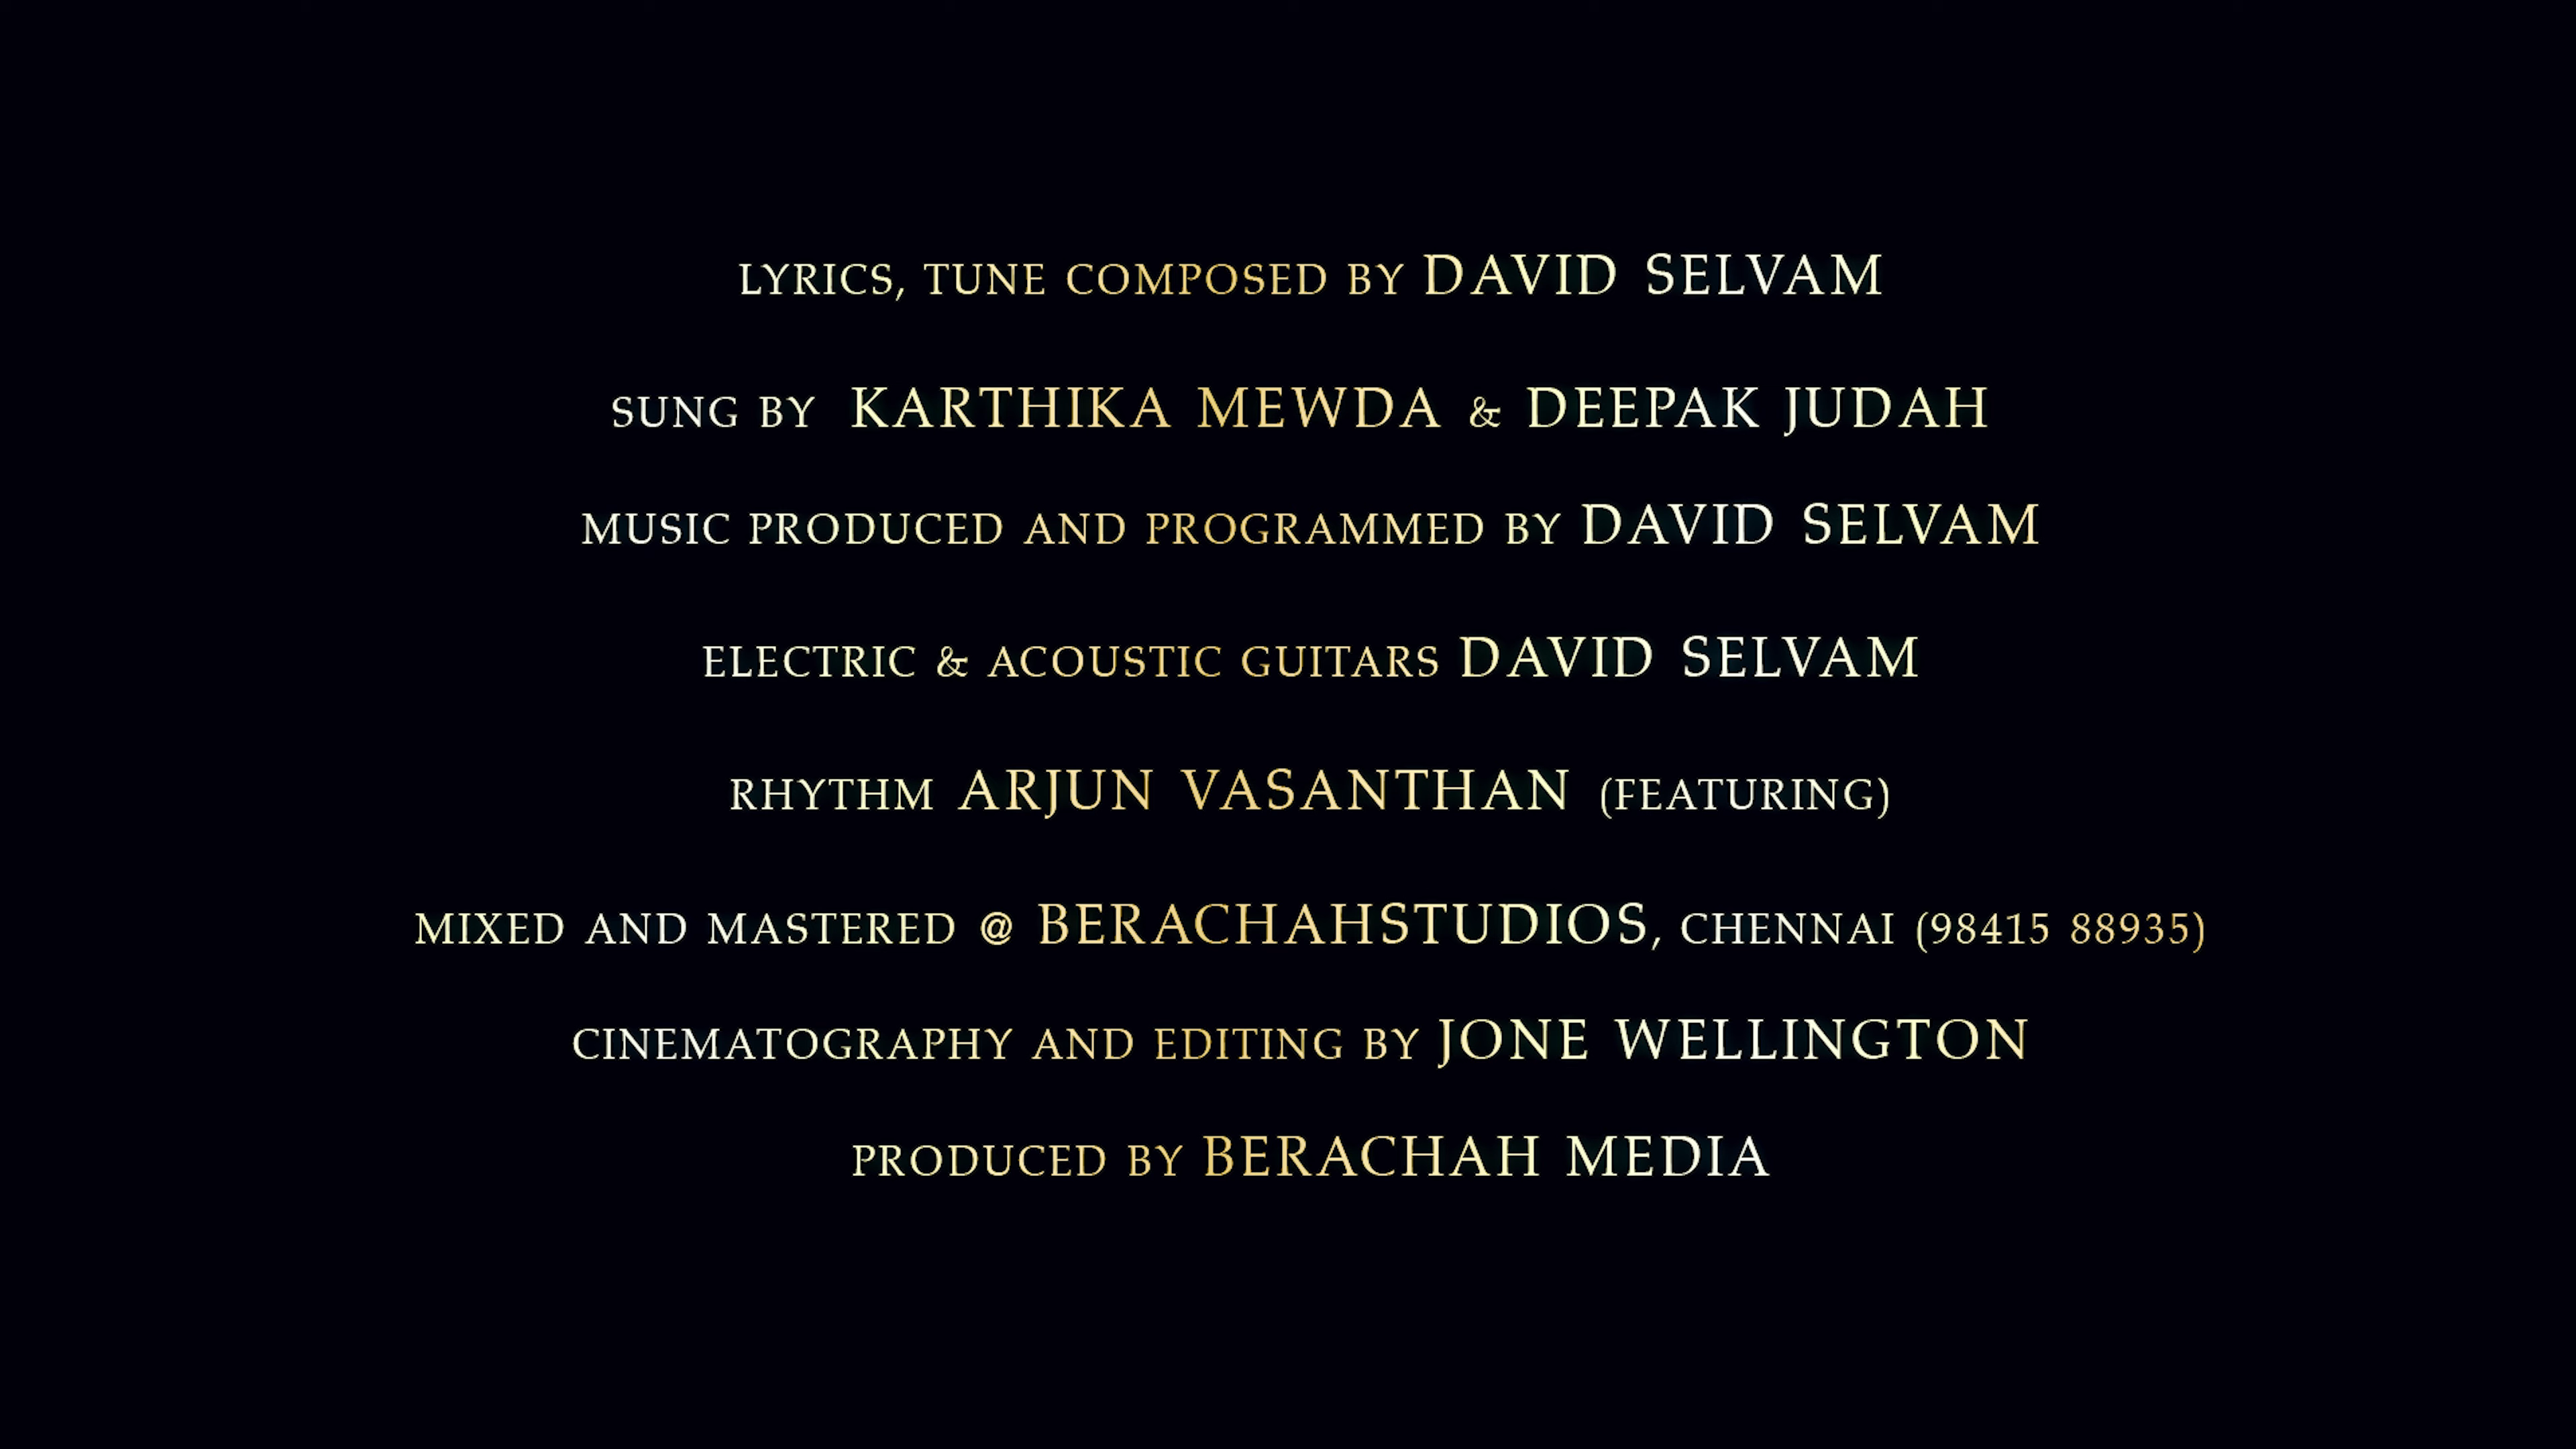 LYRICS, TUNE COMPOSED BY DAVID SELVAM
SUNG BY KARTHIKA MEWDA & DEEPAK JUDAH
MUSIC PRODUCED AND PROGRAMMED BY DAVID SELVAM
ELECTRIC & ACOUSTIC GUITARS DAVID SELVAM
RHYTHM ARJUN VASANTHAN (FEATURING)
MIXED AND MASTERED @ BERACHAHSTUDIOS, CHENNAI (98415 88935)
CINEMATOGRAPHY AND EDITING BY JONE WELLINGTON
PRODUCED BY BERACHAH MEDIA